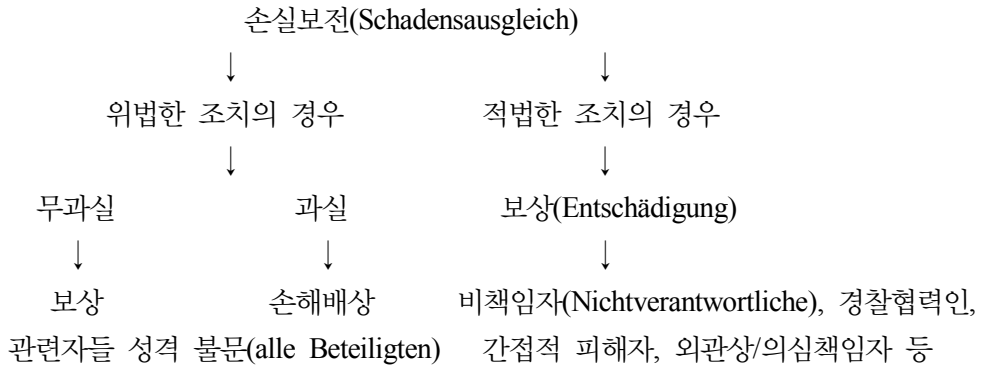 손실보전(Schadensausgleich)
↓ ↓
위법한 조치의 경우 적법한 조치의 경우
↓ ↓
무과실 과실 보상(Entschädigung)
↓ ↓ ↓
보상 손해배상 비책임자(Nichtverantwortliche), 경찰협력인,
관련자들 성격 불문(alle Beteiligten) 간접적 피해자, 외관상/의심책임자 등